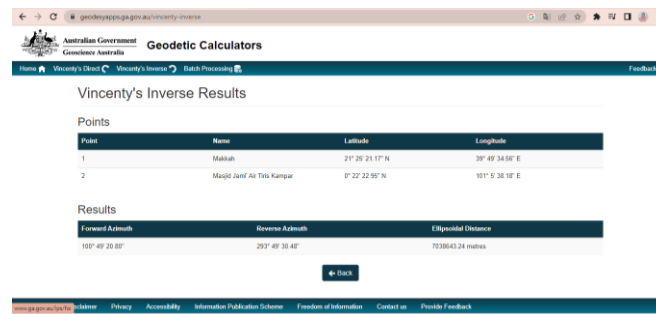 geodesyapps.ga.gov.au/vincenty-inverse
Australian Government
Geoscience Australia
Geodetic Calculators
Home Vincenty's Direct Vincenty's Inverse Batch Processing Feedback
Vincenty's Inverse Results
Points
Point Name Latitude Longitude
1 Makkah 21° 25' 21.17" N 39° 49' 34.56" E
2 Masjid Jami' Air Tiris Kampar 0° 22' 22.95" N 101° 5' 38.18" E
Results
Forward Azimuth Reverse Azimuth Ellipsoidal Distance
100° 49' 20.80" 293° 49' 30.48" 7038643.24 metres
Back
Privacy Accessibility Information Publication Scheme Freedom of Information Contact us Provide Feedback